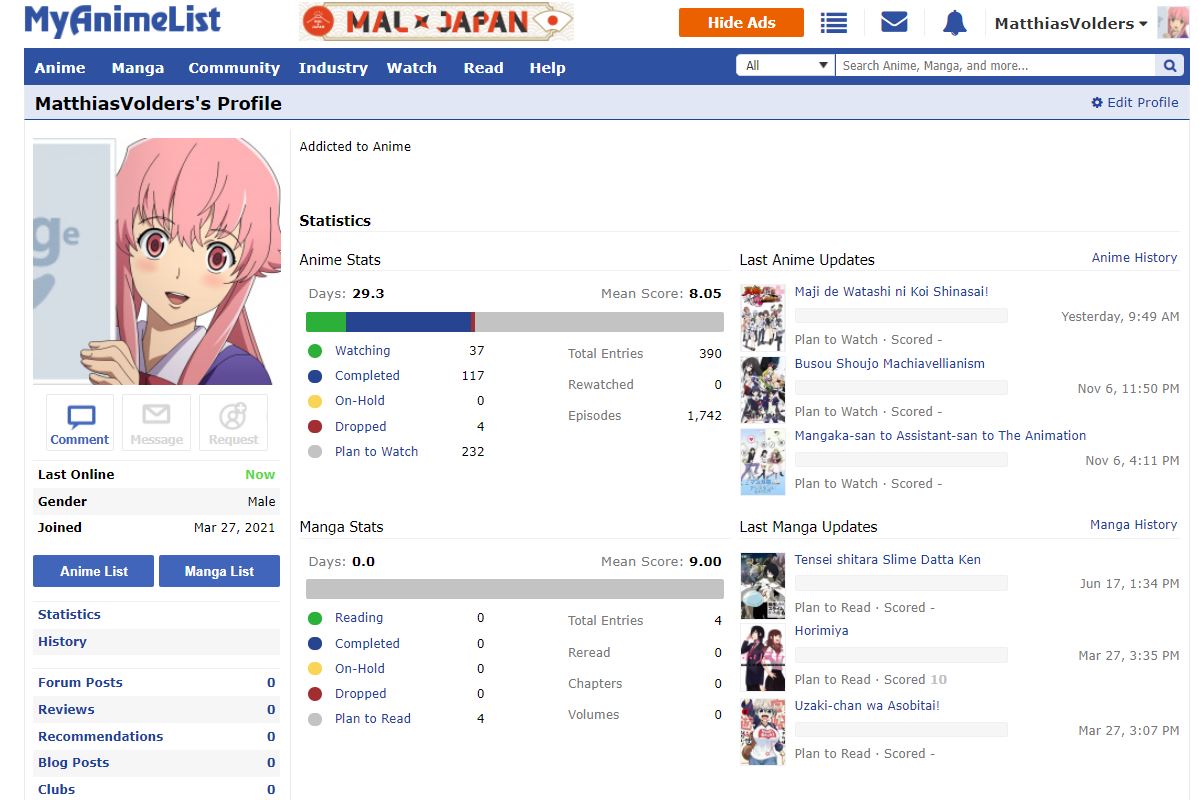 MyAnimeList
MAL x JAPAN
Hide Ads
MatthiasVolders
Anime Manga Community Industry Watch Read Help
All Search Anime, Manga, and more...
MatthiasVolders's Profile
Edit Profile
Addicted to Anime
Comment Message Request
Last Online Now
Gender Male
Joined Mar 27, 2021
Anime List Manga List
Statistics
History
Forum Posts 0
Reviews 0
Recommendations 0
Blog Posts 0
Clubs 0
Statistics
Anime Stats
Days: 29.3 Mean Score: 8.05
Watching 37
Completed 117
On-Hold 0
Dropped 4
Plan to Watch 232
Total Entries 390
Rewatched 0
Episodes 1,742
Last Anime Updates Anime History
Maji de Watashi ni Koi Shinasai!
Yesterday, 9:49 AM
Plan to Watch · Scored -
Busou Shoujo Machiavellianism
Nov 6, 11:50 PM
Plan to Watch · Scored -
Mangaka-san to Assistant-san to The Animation
Nov 6, 4:11 PM
Plan to Watch · Scored -
Manga Stats
Days: 0.0 Mean Score: 9.00
Reading 0
Completed 0
On-Hold 0
Dropped 0
Plan to Read 4
Total Entries 4
Reread 0
Chapters 0
Volumes 0
Last Manga Updates Manga History
Tensei shitara Slime Datta Ken
Jun 17, 1:34 PM
Plan to Read · Scored -
Horimiya
Mar 27, 3:35 PM
Plan to Read · Scored 10
Uzaki-chan wa Asobitai!
Mar 27, 3:07 PM
Plan to Read · Scored -